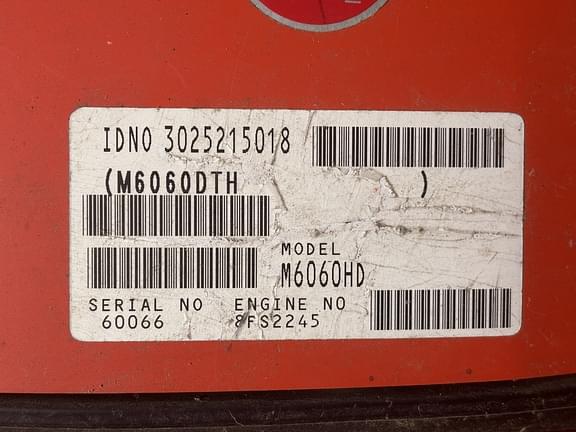 IDNO 3025215018
(M6060DTH )
MODEL
M6060HD
SERIAL NO ENGINE NO
60066 8FS2245